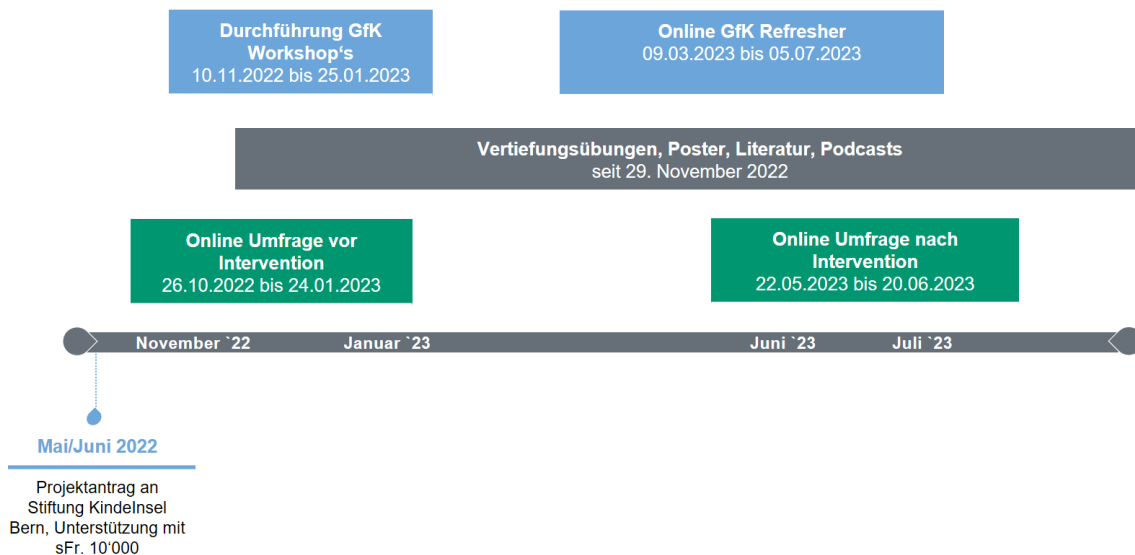 Durchführung GfK
Workshop‘s
10.11.2022 bis 25.01.2023
Online GfK Refresher
09.03.2023 bis 05.07.2023
Vertiefungsübungen, Poster, Literatur, Podcasts
seit 29. November 2022
Online Umfrage vor
Intervention
26.10.2022 bis 24.01.2023
Online Umfrage nach
Intervention
22.05.2023 bis 20.06.2023
November `22
Januar `23
Juni `23
Juli `23
Mai/Juni 2022
Projektantrag an
Stiftung KindeInsel
Bern, Unterstützung mit
sFr. 10‘000